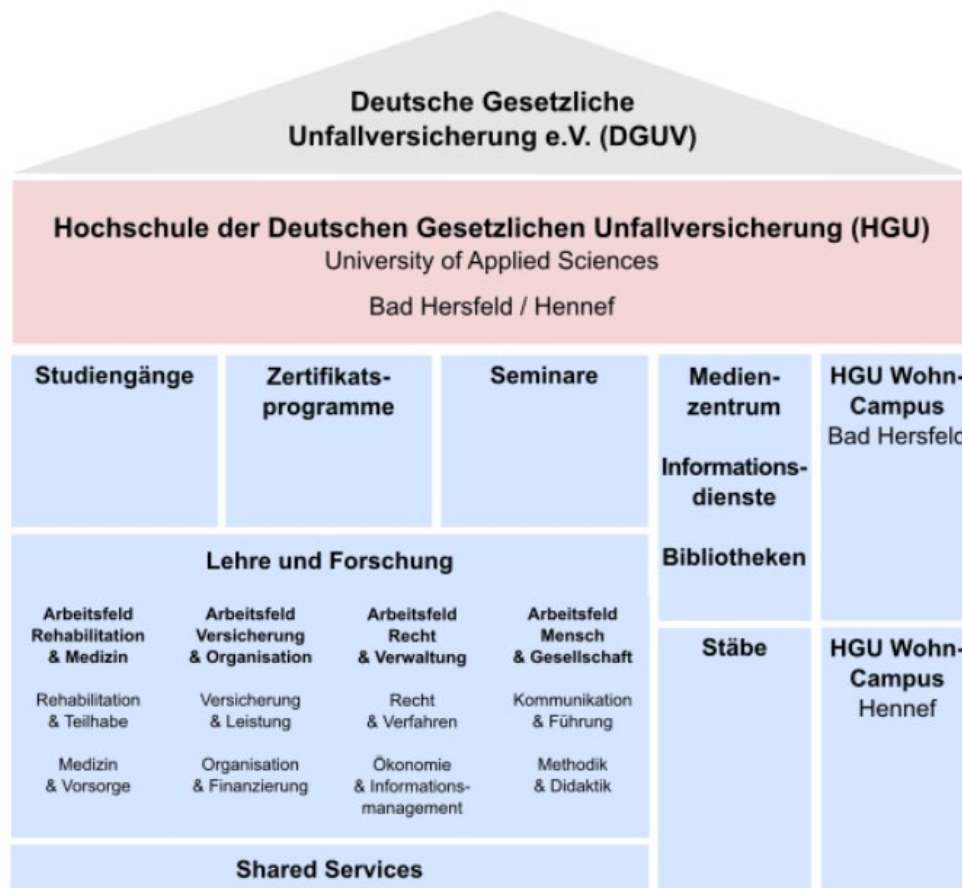 Deutsche Gesetzliche
Unfallversicherung e.V. (DGUV)
Hochschule der Deutschen Gesetzlichen Unfallversicherung (HGU)
University of Applied Sciences
Bad Hersfeld / Hennef
Studiengänge
Zertifikats-
programme
Seminare
Medien-
zentrum
Informations-
dienste
Bibliotheken
HGU Wohn-
Campus
Bad Hersfeld
Lehre und Forschung
Arbeitsfeld
Rehabilitation
& Medizin
Rehabilitation
& Teilhabe
Medizin
& Vorsorge
Arbeitsfeld
Versicherung
& Organisation
Versicherung
& Leistung
Organisation
& Finanzierung
Arbeitsfeld
Recht
& Verwaltung
Recht
& Verfahren
Ökonomie
& Informations-
management
Arbeitsfeld
Mensch
& Gesellschaft
Kommunikation
& Führung
Methodik
& Didaktik
Stäbe
HGU Wohn-
Campus
Hennef
Shared Services